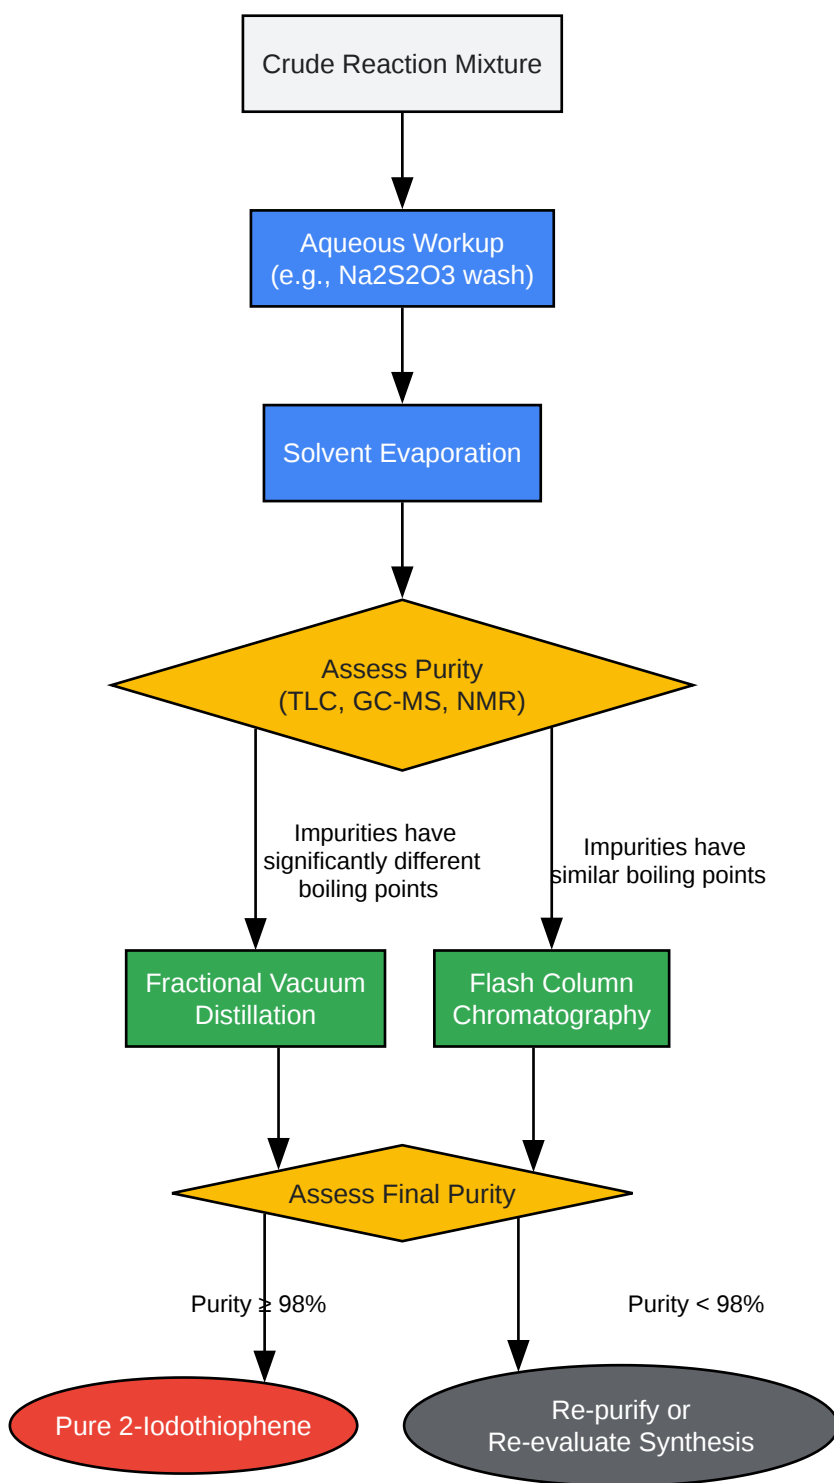 Crude Reaction Mixture
Aqueous Workup
(e.g., Na2S2O3 wash)
Solvent Evaporation
Assess Purity
(TLC, GC-MS, NMR)
Impurities have
significantly different
boiling points
Impurities have
similar boiling points
Fractional Vacuum
Distillation
Flash Column
Chromatography
Assess Final Purity
Purity ≥ 98%
Purity < 98%
Pure 2-Iodothiophene
Re-purify or
Re-evaluate Synthesis